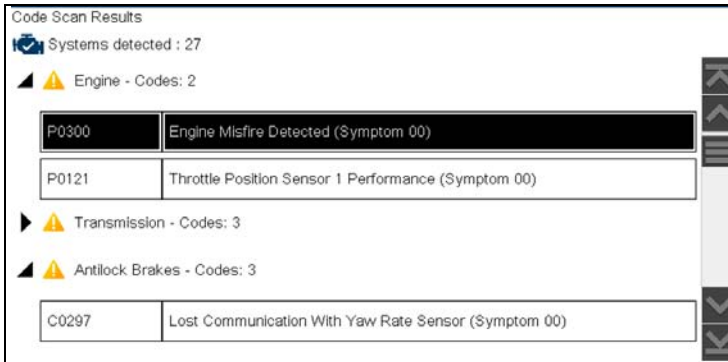 Code Scan Results
Systems detected : 27
Engine - Codes: 2
P0300 Engine Misfire Detected (Symptom 00)
P0121 Throttle Position Sensor 1 Performance (Symptom 00)
Transmission - Codes: 3
Antilock Brakes - Codes: 3
C0297 Lost Communication With Yaw Rate Sensor (Symptom 00)